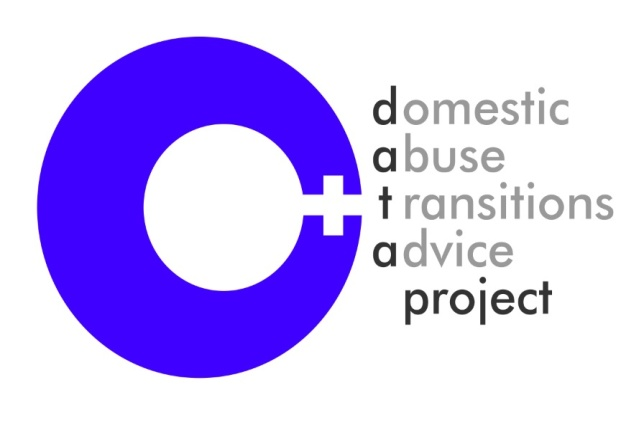 domestic
abuse
transitions
advice
project